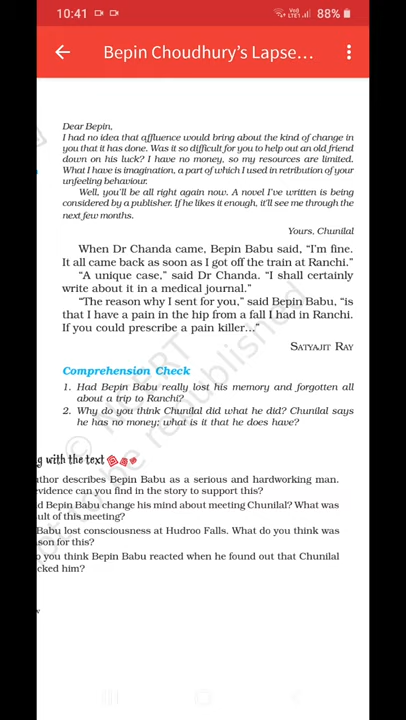 10:41
VoD
LTE1
88%
Bepin Choudhury's Lapse...
Dear Bepin,
I had no idea that affluence would bring about the kind of change in
you that it has done. Was it so difficult for you to help out an old friend
down on his luck? I have no money, so my resources are limited.
What I have is imagination, a part of which I used in retribution of your
unfeeling behaviour.
Well, you'll be all right again now. A novel I've written is being
considered by a publisher. If he likes it enough, it'll see me through the
next few months.
Yours, Chunilal
When Dr Chanda came, Bepin Babu said, "I'm fine.
It all came back as soon as I got off the train at Ranchi."
"A unique case," said Dr Chanda. "I shall certainly
write about it in a medical journal."
"The reason why I sent for you," said Bepin Babu, "is
that I have a pain in the hip from a fall I had in Ranchi.
If you could prescribe a pain killer..."
SATYAJIT RAY
Comprehension Check
1. Had Bepin Babu really lost his memory and forgotten all
about a trip to Ranchi?
2. Why do you think Chunilal did what he did? Chunilal says
he has no money; what is it that he does have?
g with the text
uthor describes Bepin Babu as a serious and hardworking man.
evidence can you find in the story to support this?
d Bepin Babu change his mind about meeting Chunilal? What was
ult of this meeting?
Babu lost consciousness at Hudroo Falls. What do you think was
ason for this?
o you think Bepin Babu reacted when he found out that Chunilal
cked him?
© NCERT
be republished